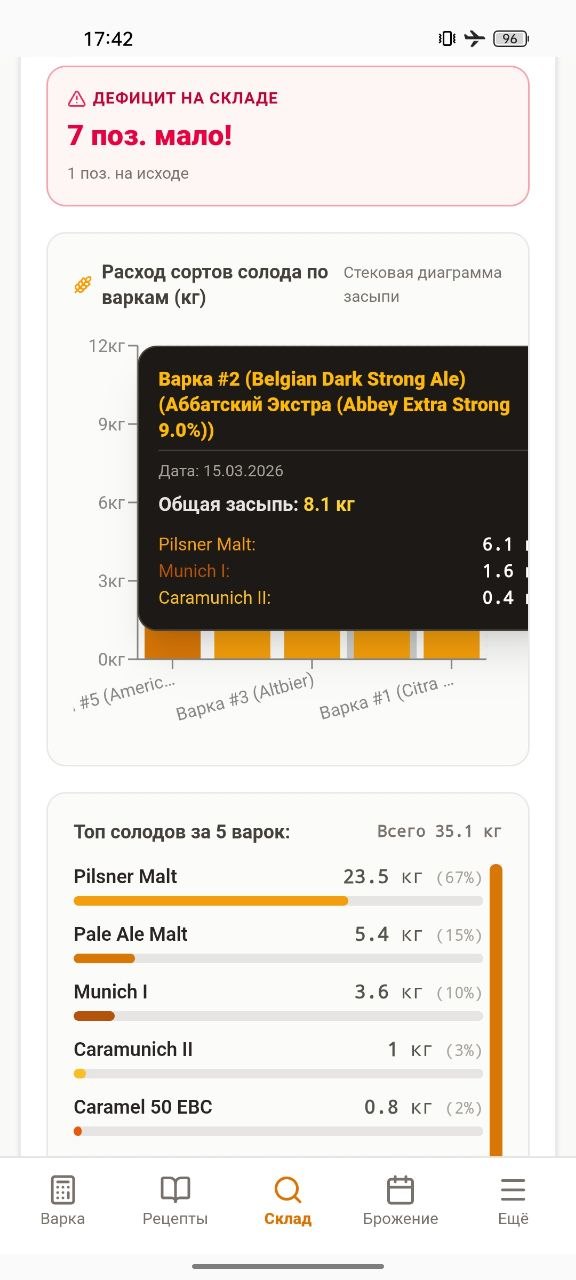 17:42
96
ДЕФИЦИТ НА СКЛАДЕ
7 поз. мало!
1 поз. на исходе
Расход сортов солода по
варкам (кг)
Стековая диаграмма
засыпи
12кг
9кг
6кг
3кг
0кг
Варка #2 (Belgian Dark Strong Ale)
(Аббатский Экстра (Abbey Extra Strong
9.0%))
Дата: 15.03.2026
Общая засыпь: 8.1 кг
Pilsner Malt: 6.1
Munich I: 1.6
Caramunich II: 0.4
#5 (Americ...
Варка #3 (Altbier)
Варка #1 (Citra ...
Топ солодов за 5 варок: Всего 35.1 кг
Pilsner Malt 23.5 кг (67%)
Pale Ale Malt 5.4 кг (15%)
Munich I 3.6 кг (10%)
Caramunich II 1 кг (3%)
Caramel 50 EBC 0.8 кг (2%)
Варка Рецепты Склад Брожение Ещё